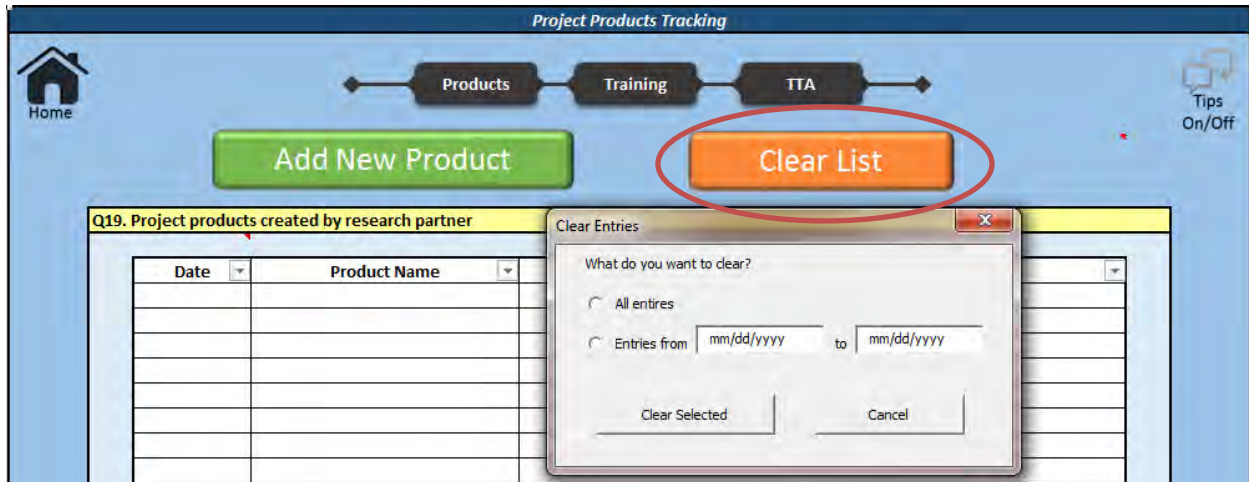 Project Products Tracking
Home
Products
Training
TTA
Tips
On/Off
Add New Product
Clear List
Q19. Project products created by research partner
Date
Product Name
Clear Entries
What do you want to clear?
All entires
Entries from mm/dd/yyyy to mm/dd/yyyy
Clear Selected
Cancel